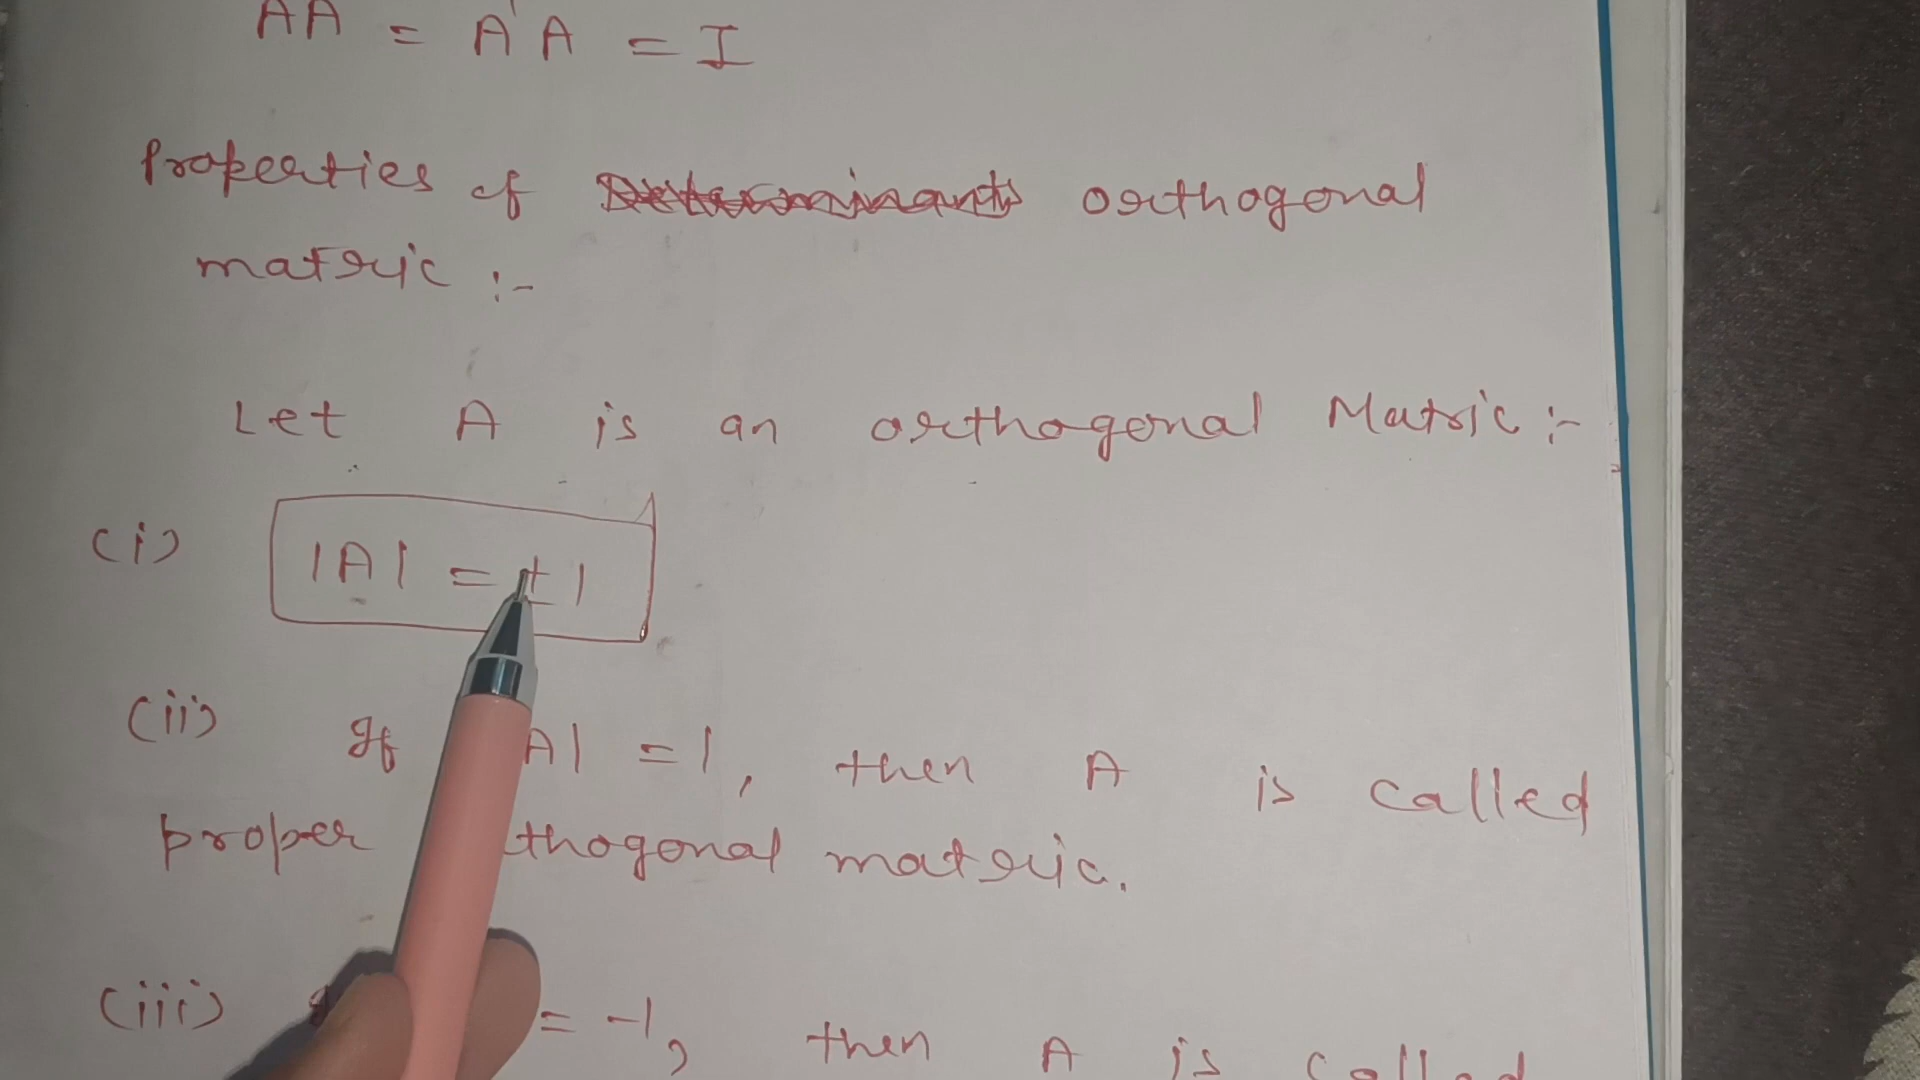 AA = A'A = I
Properties of orthogonal
matric :-
Let A is an orthogonal Matric :-
(i) |A| = ±1
(ii) If A| = 1, then A is called
proper thogonal matric.
(iii) = -1, then A is called